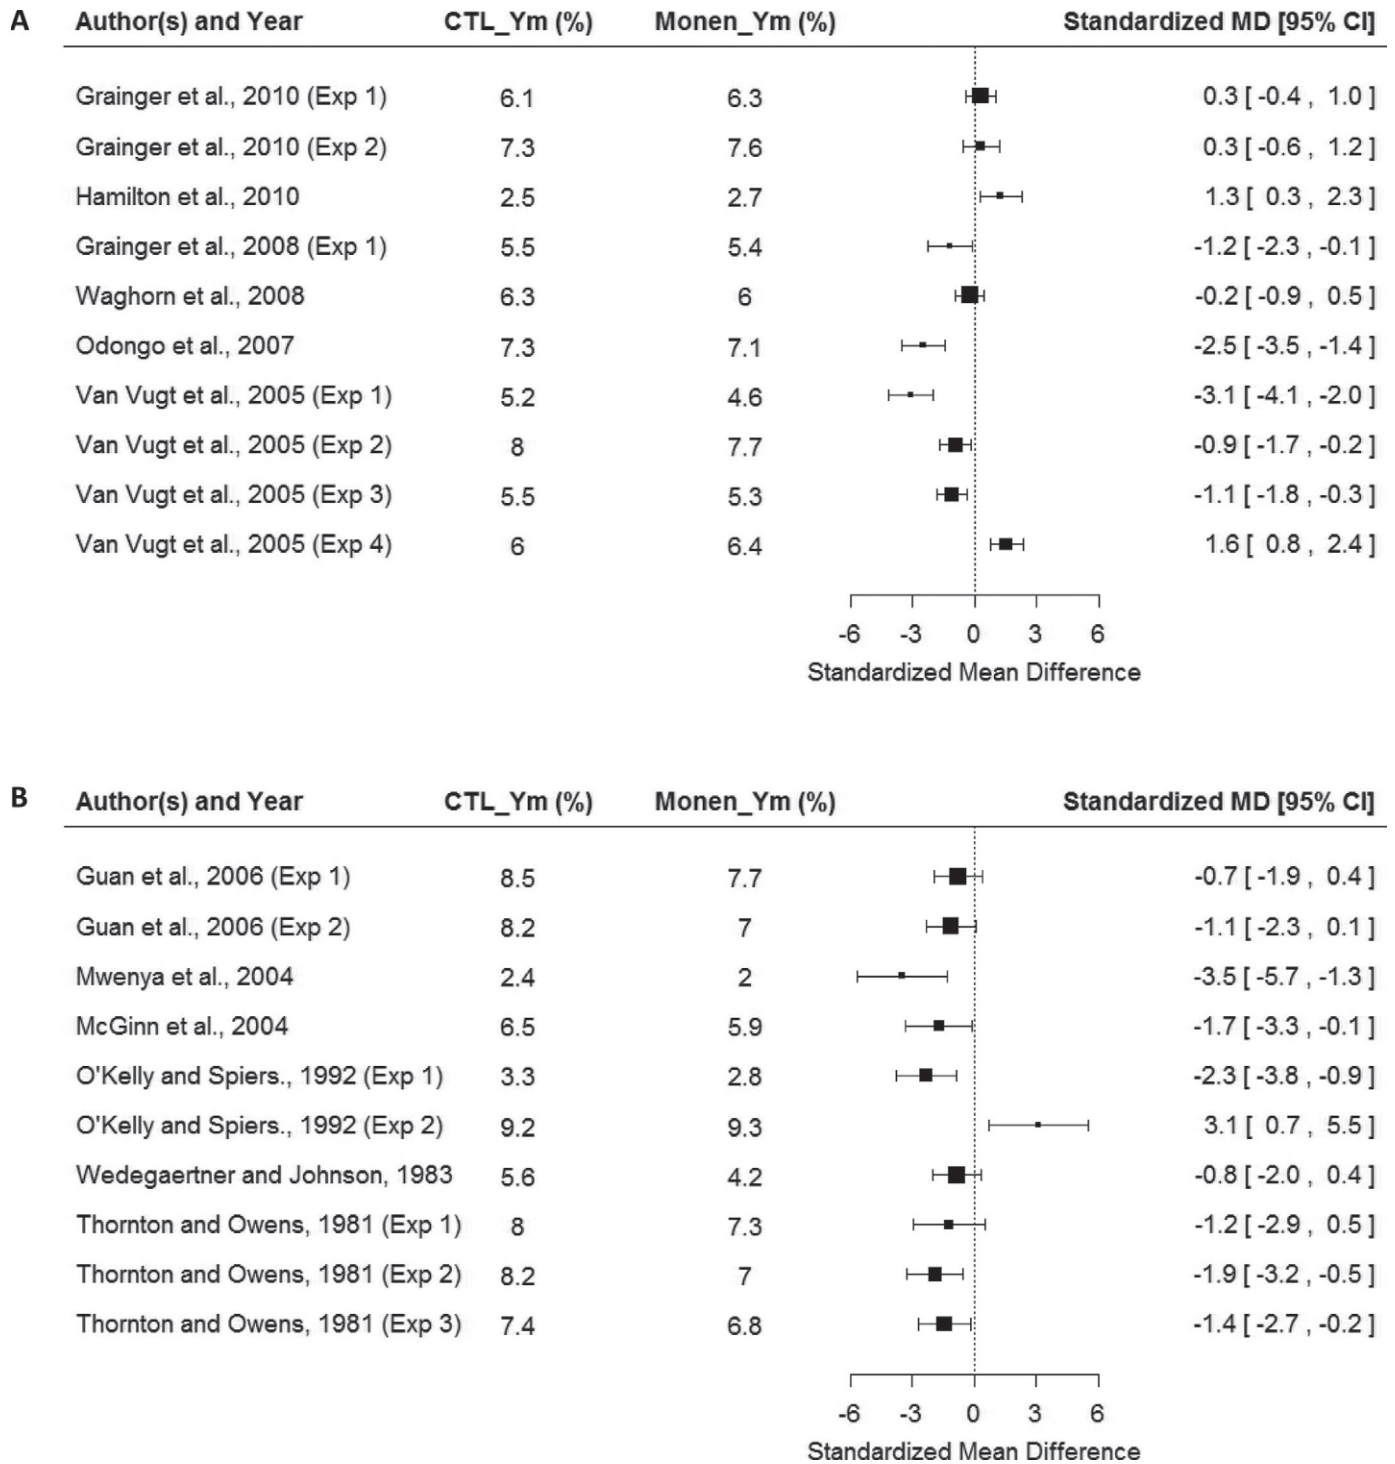 A Author(s) and Year CTL_Ym (%) Monen_Ym (%) Standardized MD [95% CI]
Grainger et al., 2010 (Exp 1) 6.1 6.3 0.3 [ -0.4 , 1.0 ]
Grainger et al., 2010 (Exp 2) 7.3 7.6 0.3 [ -0.6 , 1.2 ]
Hamilton et al., 2010 2.5 2.7 1.3 [ 0.3 , 2.3 ]
Grainger et al., 2008 (Exp 1) 5.5 5.4 -1.2 [ -2.3 , -0.1 ]
Waghorn et al., 2008 6.3 6 -0.2 [ -0.9 , 0.5 ]
Odongo et al., 2007 7.3 7.1 -2.5 [ -3.5 , -1.4 ]
Van Vugt et al., 2005 (Exp 1) 5.2 4.6 -3.1 [ -4.1 , -2.0 ]
Van Vugt et al., 2005 (Exp 2) 8 7.7 -0.9 [ -1.7 , -0.2 ]
Van Vugt et al., 2005 (Exp 3) 5.5 5.3 -1.1 [ -1.8 , -0.3 ]
Van Vugt et al., 2005 (Exp 4) 6 6.4 1.6 [ 0.8 , 2.4 ]
-6 -3 0 3 6
Standardized Mean Difference
B Author(s) and Year CTL_Ym (%) Monen_Ym (%) Standardized MD [95% CI]
Guan et al., 2006 (Exp 1) 8.5 7.7 -0.7 [ -1.9 , 0.4 ]
Guan et al., 2006 (Exp 2) 8.2 7 -1.1 [ -2.3 , 0.1 ]
Mwenya et al., 2004 2.4 2 -3.5 [ -5.7 , -1.3 ]
McGinn et al., 2004 6.5 5.9 -1.7 [ -3.3 , -0.1 ]
O'Kelly and Spiers., 1992 (Exp 1) 3.3 2.8 -2.3 [ -3.8 , -0.9 ]
O'Kelly and Spiers., 1992 (Exp 2) 9.2 9.3 3.1 [ 0.7 , 5.5 ]
Wedegaertner and Johnson, 1983 5.6 4.2 -0.8 [ -2.0 , 0.4 ]
Thornton and Owens, 1981 (Exp 1) 8 7.3 -1.2 [ -2.9 , 0.5 ]
Thornton and Owens, 1981 (Exp 2) 8.2 7 -1.9 [ -3.2 , -0.5 ]
Thornton and Owens, 1981 (Exp 3) 7.4 6.8 -1.4 [ -2.7 , -0.2 ]
-6 -3 0 3 6
Standardized Mean Difference